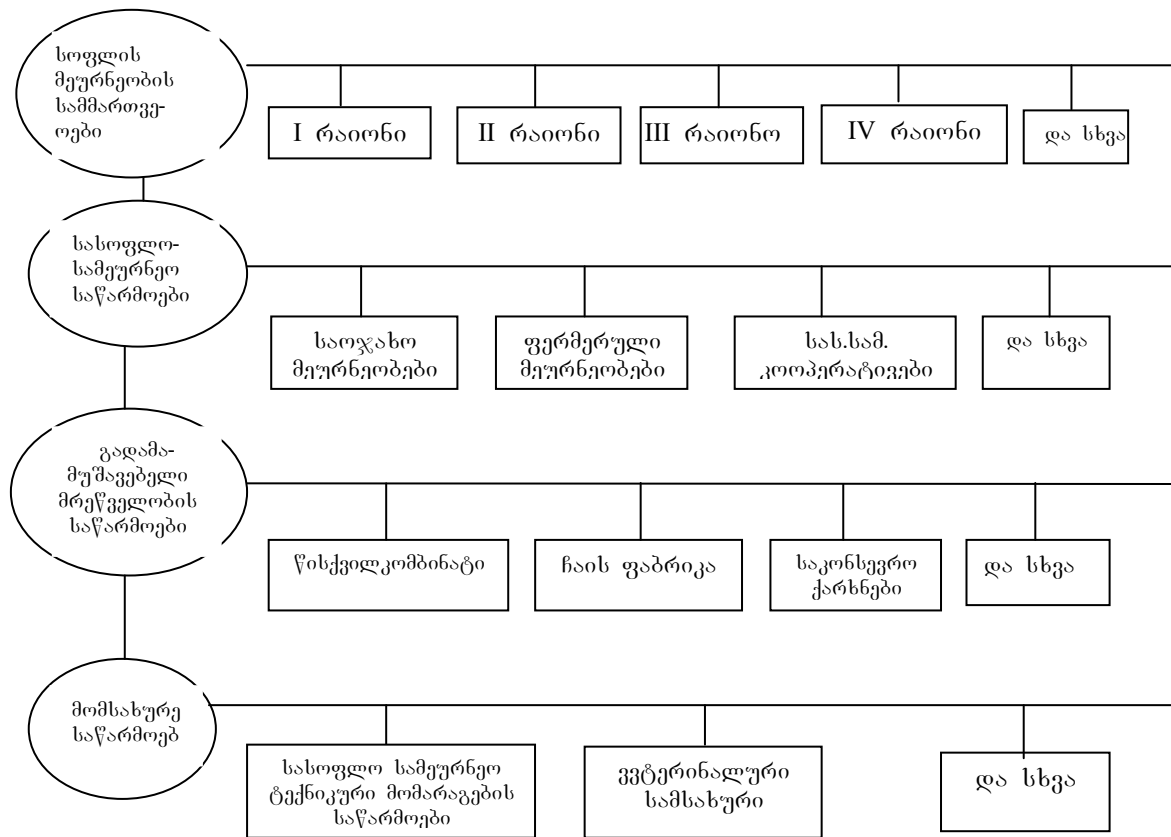 სოფლის
მეურნეობის
სამმართვე-
ოები
I რაიონი
II რაიონი
III რაიონო
IV რაიონი
და სხვა
სასოფლო-
სამეურნეო
საწარმოები
საოჯახო
მეურნეობები
ფერმერული
მეურნეობები
სას.სამ.
კოოპერატივები
და სხვა
გადამა-
მუშავებელი
მრეწველობის
საწარმოები
წისქვილკომბინატი
ჩაის ფაბრიკა
საკონსევრო
ქარხნები
და სხვა
მომსახურე
საწარმოებ
სასოფლო სამეურნეო
ტექნიკური მომარაგების
საწარმოები
ვვტერინალური
სამსახური
და სხვა